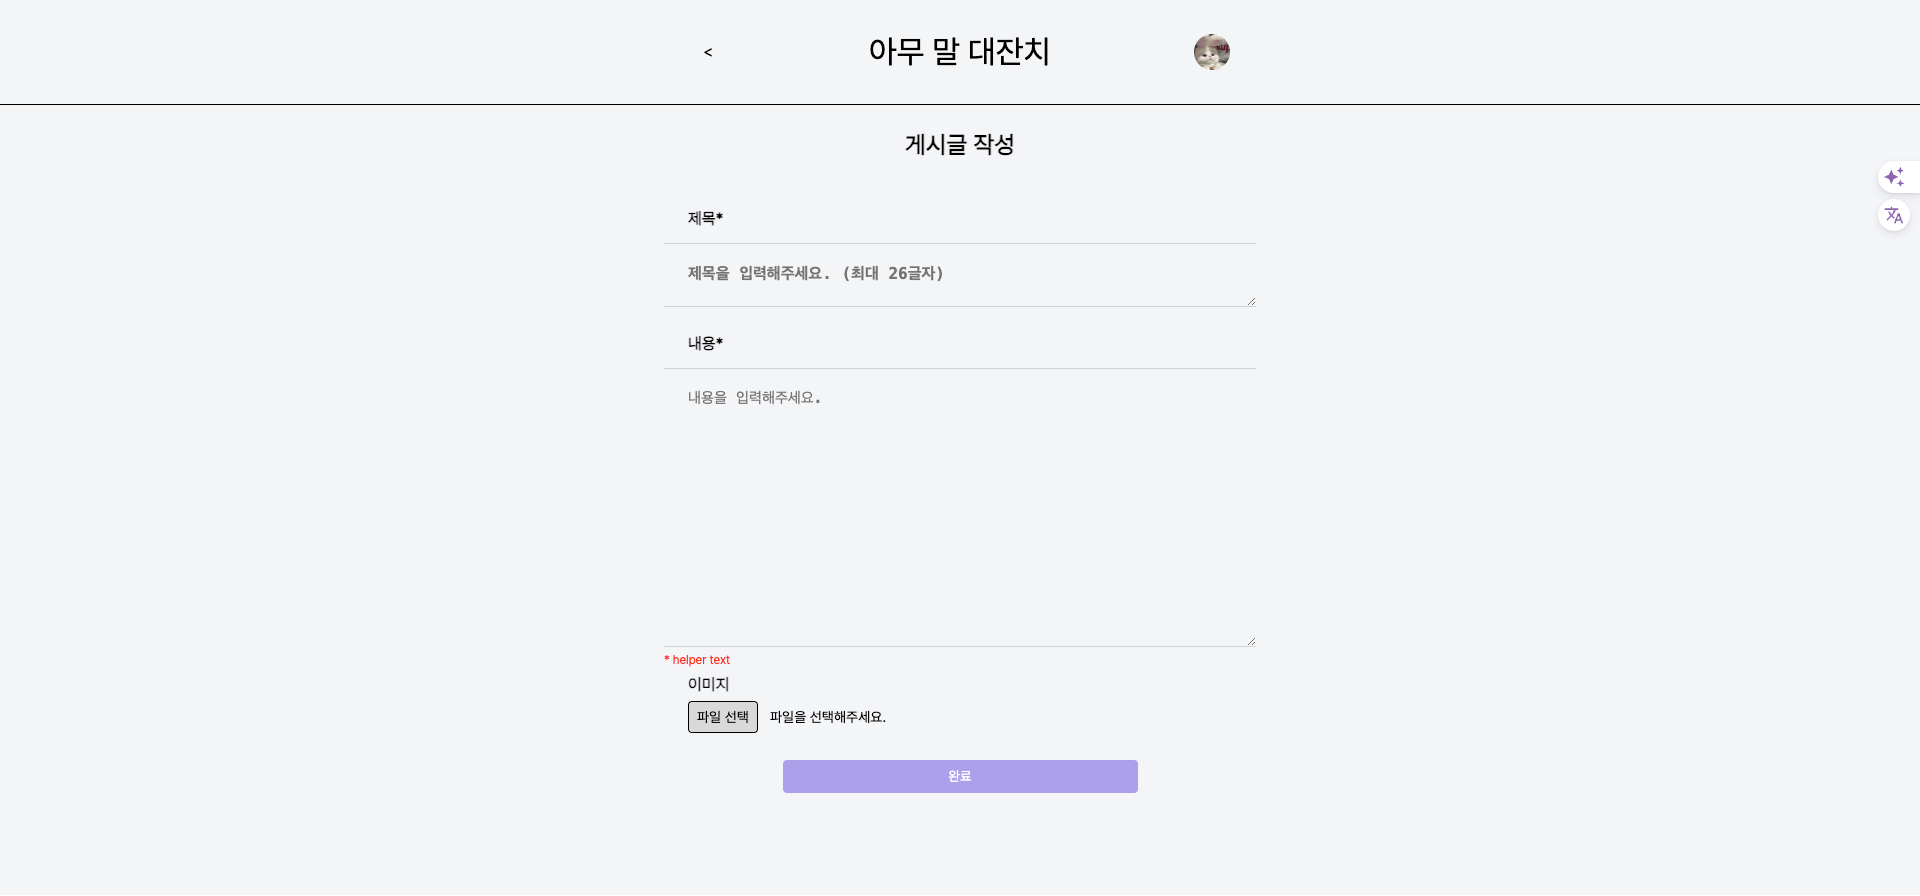 <
아무 말 대잔치
게시글 작성
제목*
제목을 입력해주세요. (최대 26글자)
내용*
내용을 입력해주세요.
* helper text
이미지
파일 선택 파일을 선택해주세요.
완료